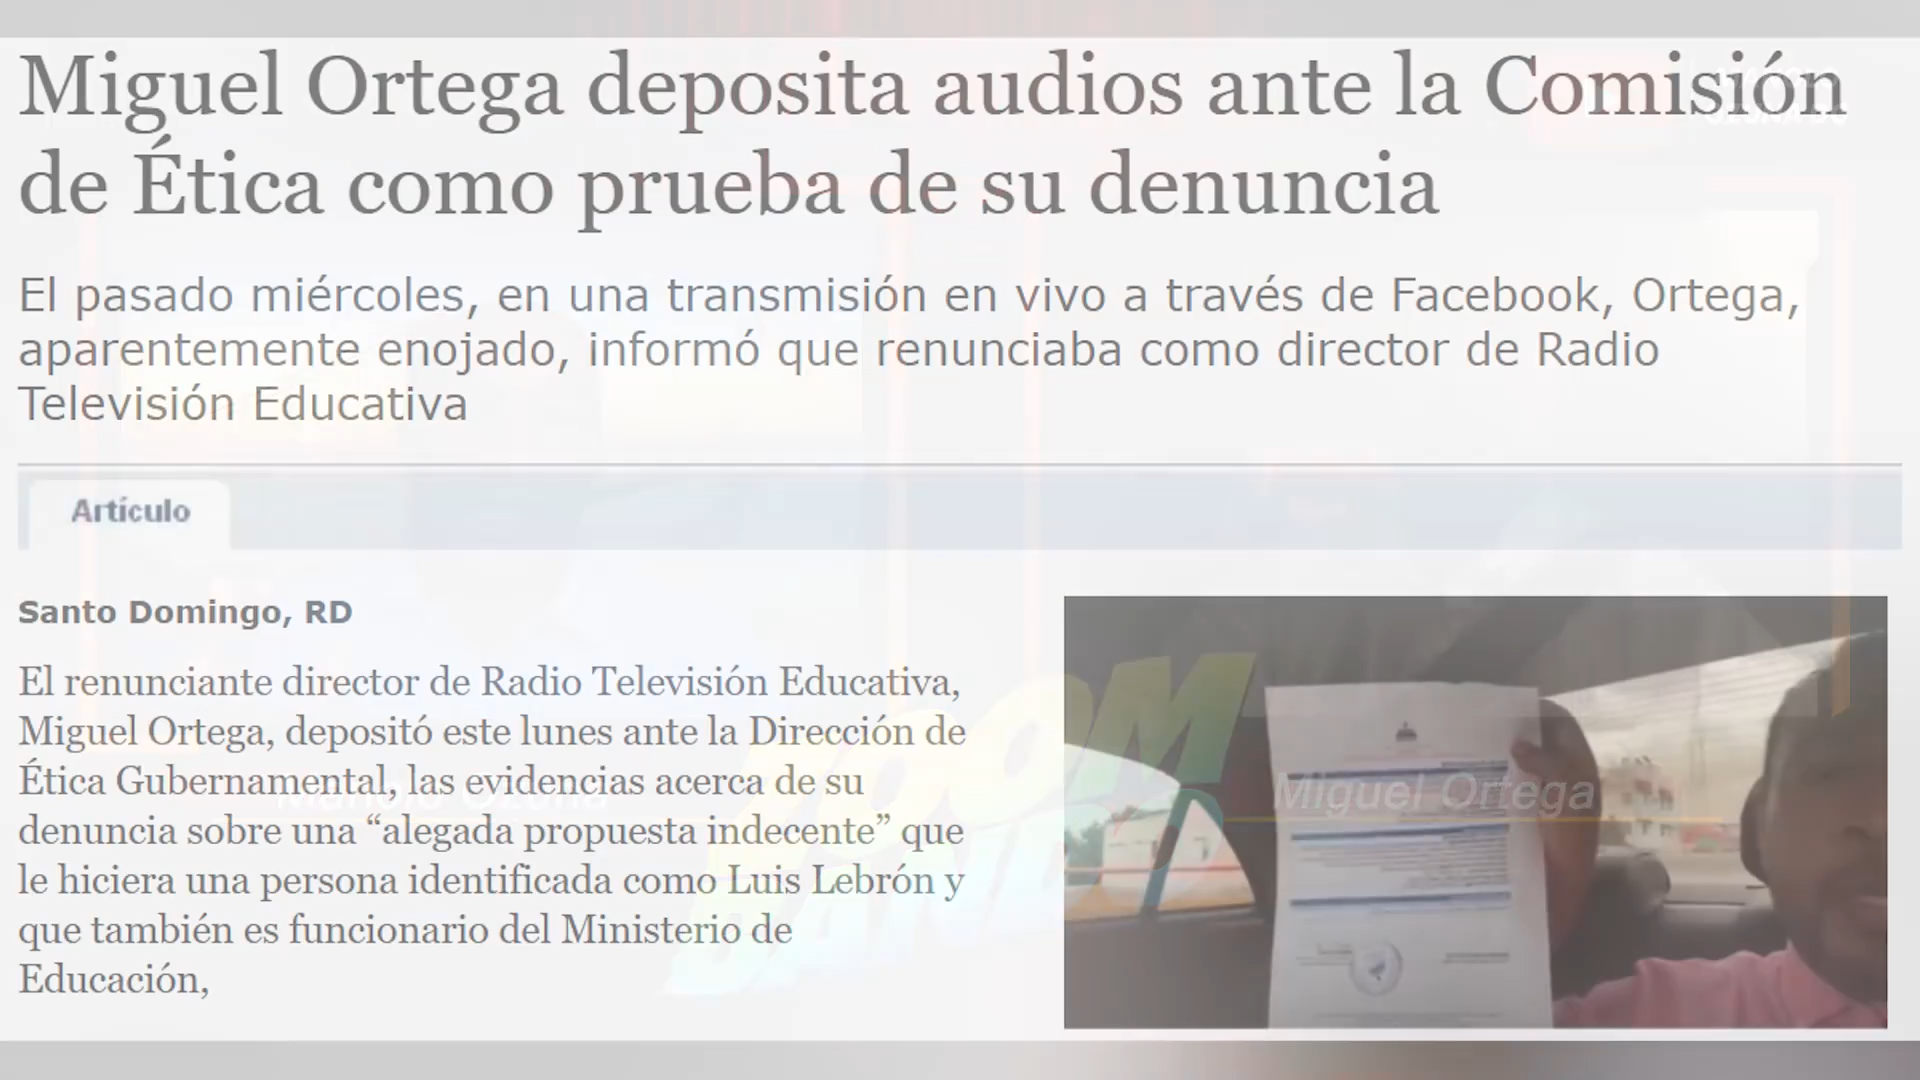 Miguel Ortega deposita audios ante la Comisión
de Ética como prueba de su denuncia
El pasado miércoles, en una transmisión en vivo a través de Facebook, Ortega,
aparentemente enojado, informó que renunciaba como director de Radio
Televisión Educativa
Artículo
Santo Domingo, RD
El renunciante director de Radio Televisión Educativa,
Miguel Ortega, depositó este lunes ante la Dirección de
Ética Gubernamental, las evidencias acerca de su
denuncia sobre una “alegada propuesta indecente” que
le hiciera una persona identificada como Luis Lebrón y
que también es funcionario del Ministerio de
Educación,
Manolo Ozuna
Miguel Ortega
ZOOM